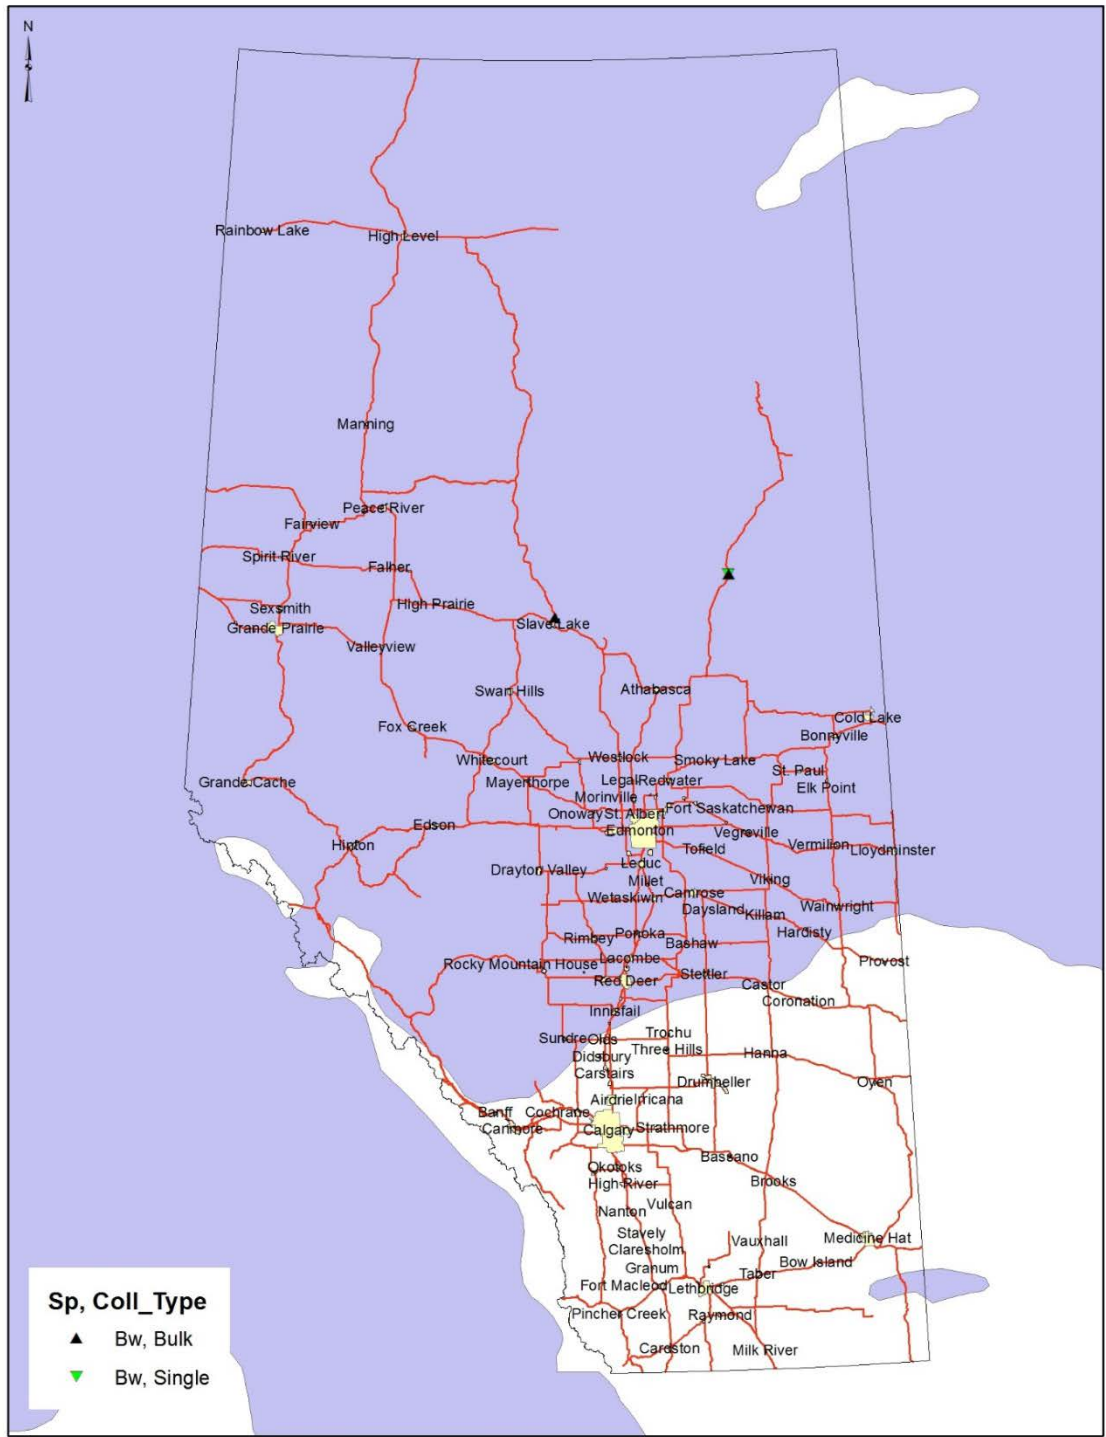 N
Rainbow Lake
High Level
Manning
Peace River
Fairview
Spirit River
Falher
High Prairie
Sexsmith
Grande Prairie
Slave Lake
Valleyview
Swan Hills
Athabasca
Fox Creek
Cold Lake
Bonnyville
Whitecourt
Westlock
Smoky Lake
St. Paul
Grande Cache
Mayerthorpe
Legal
Redwater
Elk Point
Morinville
Fort Saskatchewan
Onoway
St. Albert
Edson
Edmonton
Vegreville
Hinton
Tofield
Vermilion
Lloydminster
Leduc
Drayton Valley
Millet
Viking
Wetaskiwin
Camrose
Daysland
Killam
Wainwright
Hardisty
Rimbey
Ponoka
Bashaw
Lacombe
Provost
Rocky Mountain House
Red Deer
Stettler
Castor
Coronation
Innisfail
Sundre
Olds
Trochu
Didsbury
Three Hills
Hanna
Carstairs
Drumheller
Oyen
Airdrie
Irricana
Banff
Cochrane
Canmore
Calgary
Strathmore
Bassano
Okotoks
High River
Brooks
Nanton
Vulcan
Stavely
Vauxhall
Medicine Hat
Claresholm
Granum
Bow Island
Taber
Fort Macleod
Lethbridge
Pincher Creek
Raymond
Cardston
Milk River
Sp, Coll_Type
Bw, Bulk
Bw, Single